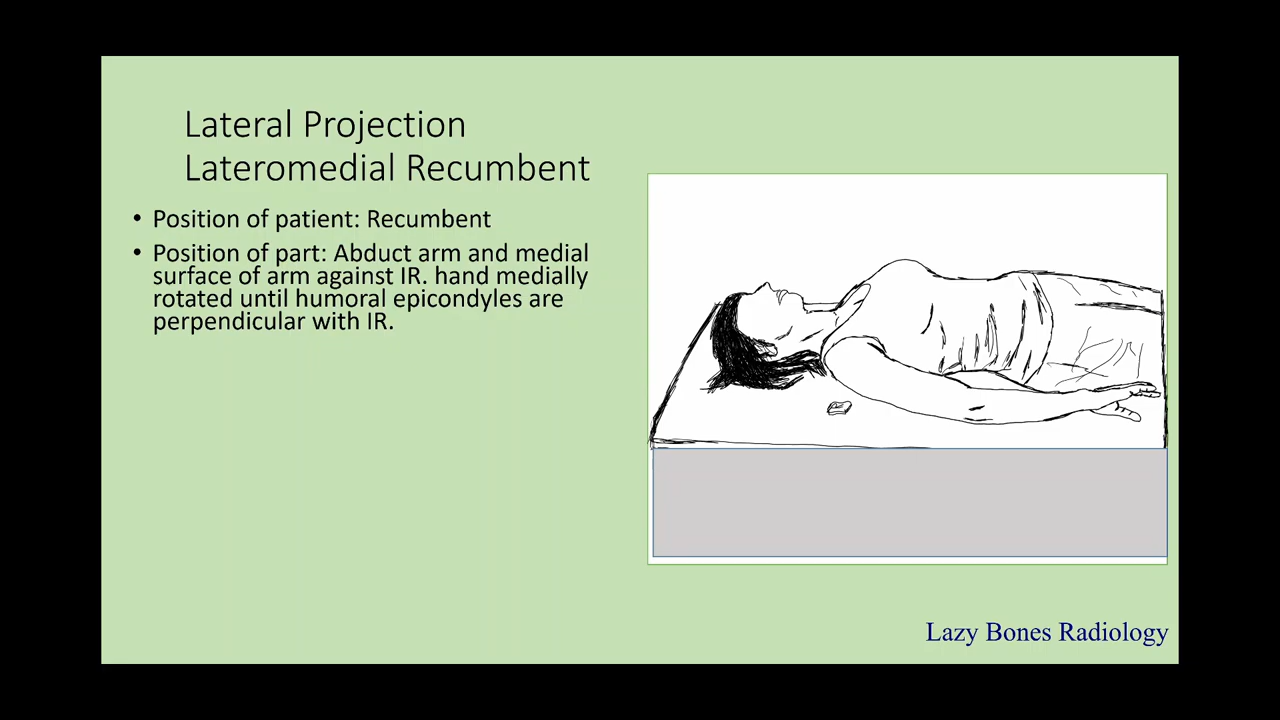 Lateral Projection
Lateromedial Recumbent
• Position of patient: Recumbent
• Position of part: Abduct arm and medial
surface of arm against IR. hand medially
rotated until humoral epicondyles are
perpendicular with IR.
Lazy Bones Radiology